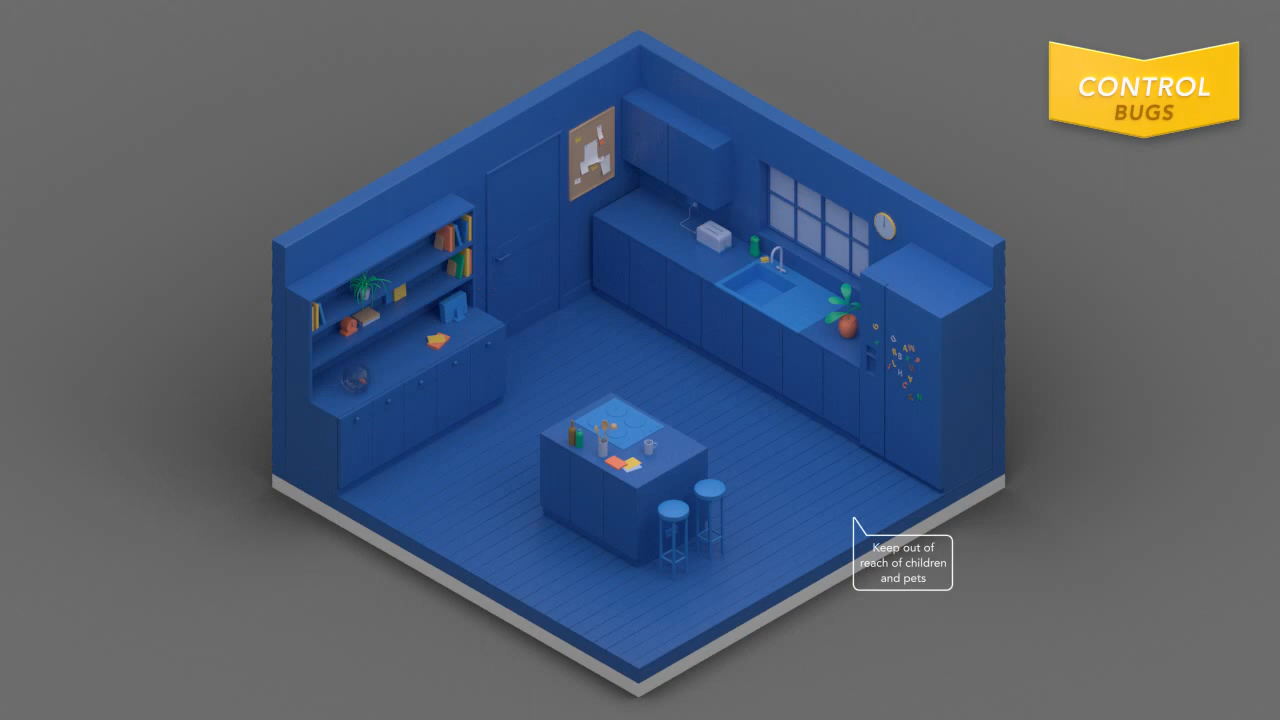 CONTROL
BUGS
Keep out of
reach of children
and pets